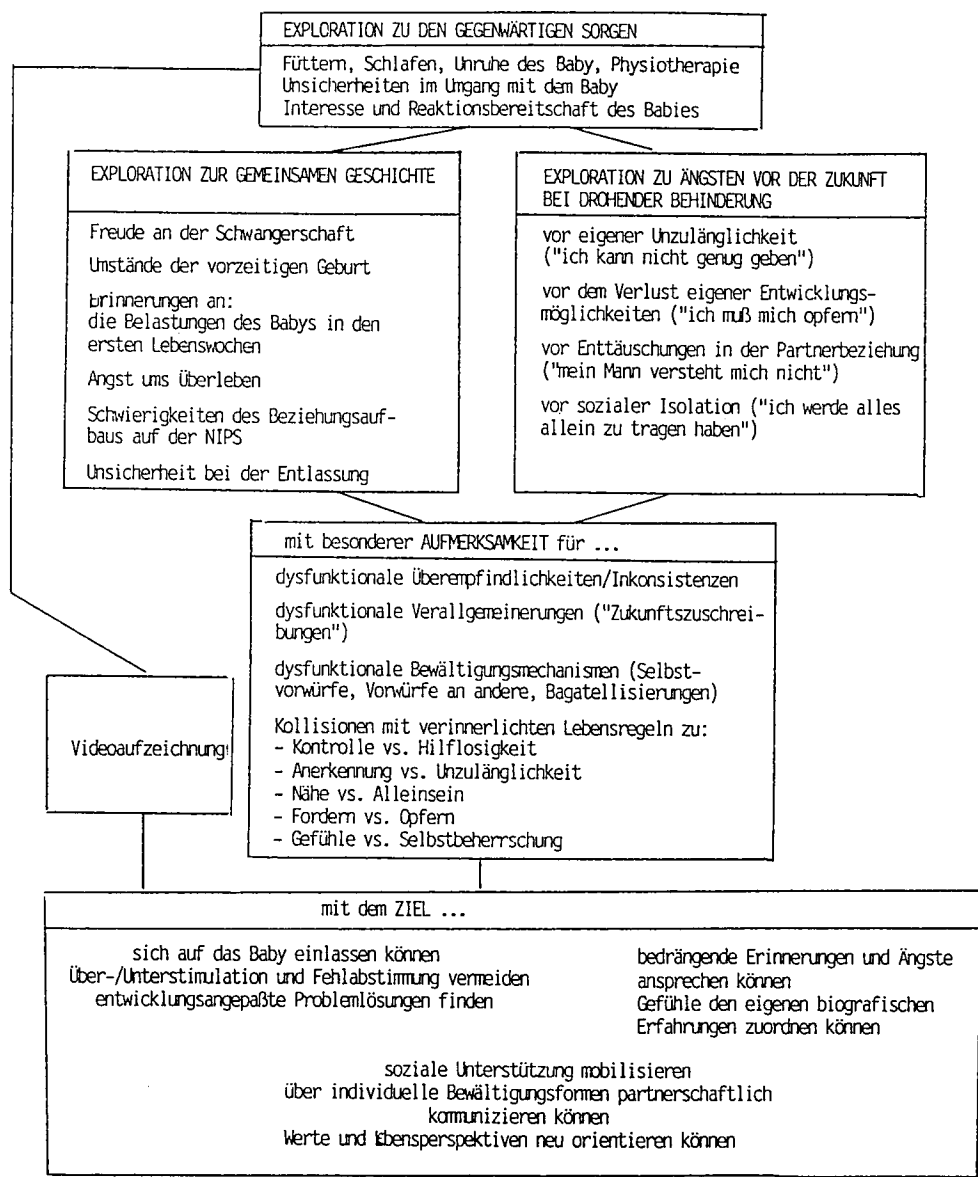 EXPLORATION ZU DEN GEGENWÄRTIGEN SORGEN
Füttern, Schlafen, Unruhe des Baby, Physiotherapie
Unsicherheiten im Umgang mit dem Baby
Interesse und Reaktionsbereitschaft des Babies
EXPLORATION ZUR GEMEINSAMEN GESCHICHTE
Freude an der Schwangerschaft
Umstände der vorzeitigen Geburt
Erinnerungen an:
die Belastungen des Babys in den
ersten Lebenswochen
Angst ums Überleben
Schwierigkeiten des Beziehungsauf-
baus auf der NIPS
Unsicherheit bei der Entlassung
EXPLORATION ZU ÄNGSTEN VOR DER ZUKUNFT
BEI DROHENDER BEHINDERUNG
vor eigener Unzulänglichkeit
("ich kann nicht genug geben")
vor dem Verlust eigener Entwicklungs-
möglichkeiten ("ich muß mich opfern")
vor Enttäuschungen in der Partnerbeziehung
("mein Mann versteht mich nicht")
vor sozialer Isolation ("ich werde alles
allein zu tragen haben")
mit besonderer AUFMERKSAMKEIT für ...
dysfunktionale Überempfindlichkeiten/Inkonsistenzen
dysfunktionale Verallgemeinerungen ("Zukunftszuschrei-
bungen")
dysfunktionale Bewältigungsmechanismen (Selbst-
vorwürfe, Vorwürfe an andere, Bagatellisierungen)
Kollisionen mit verinnerlichten Lebensregeln zu:
- Kontrolle vs. Hilflosigkeit
- Anerkennung vs. Unzulänglichkeit
- Nähe vs. Alleinsein
- Fordern vs. Opfern
- Gefühle vs. Selbstbeherrschung
Videoaufzeichnung
mit dem ZIEL ...
sich auf das Baby einlassen können
Über-/Unterstimulation und Fehlabstimmung vermeiden
entwicklungsangepaßte Problemlösungen finden
bedrängende Erinnerungen und Ängste
ansprechen können
Gefühle den eigenen biografischen
Erfahrungen zuordnen können
soziale Unterstützung mobilisieren
über individuelle Bewältigungsformen partnerschaftlich
kommunizieren können
Werte und Lebensperspektiven neu orientieren können